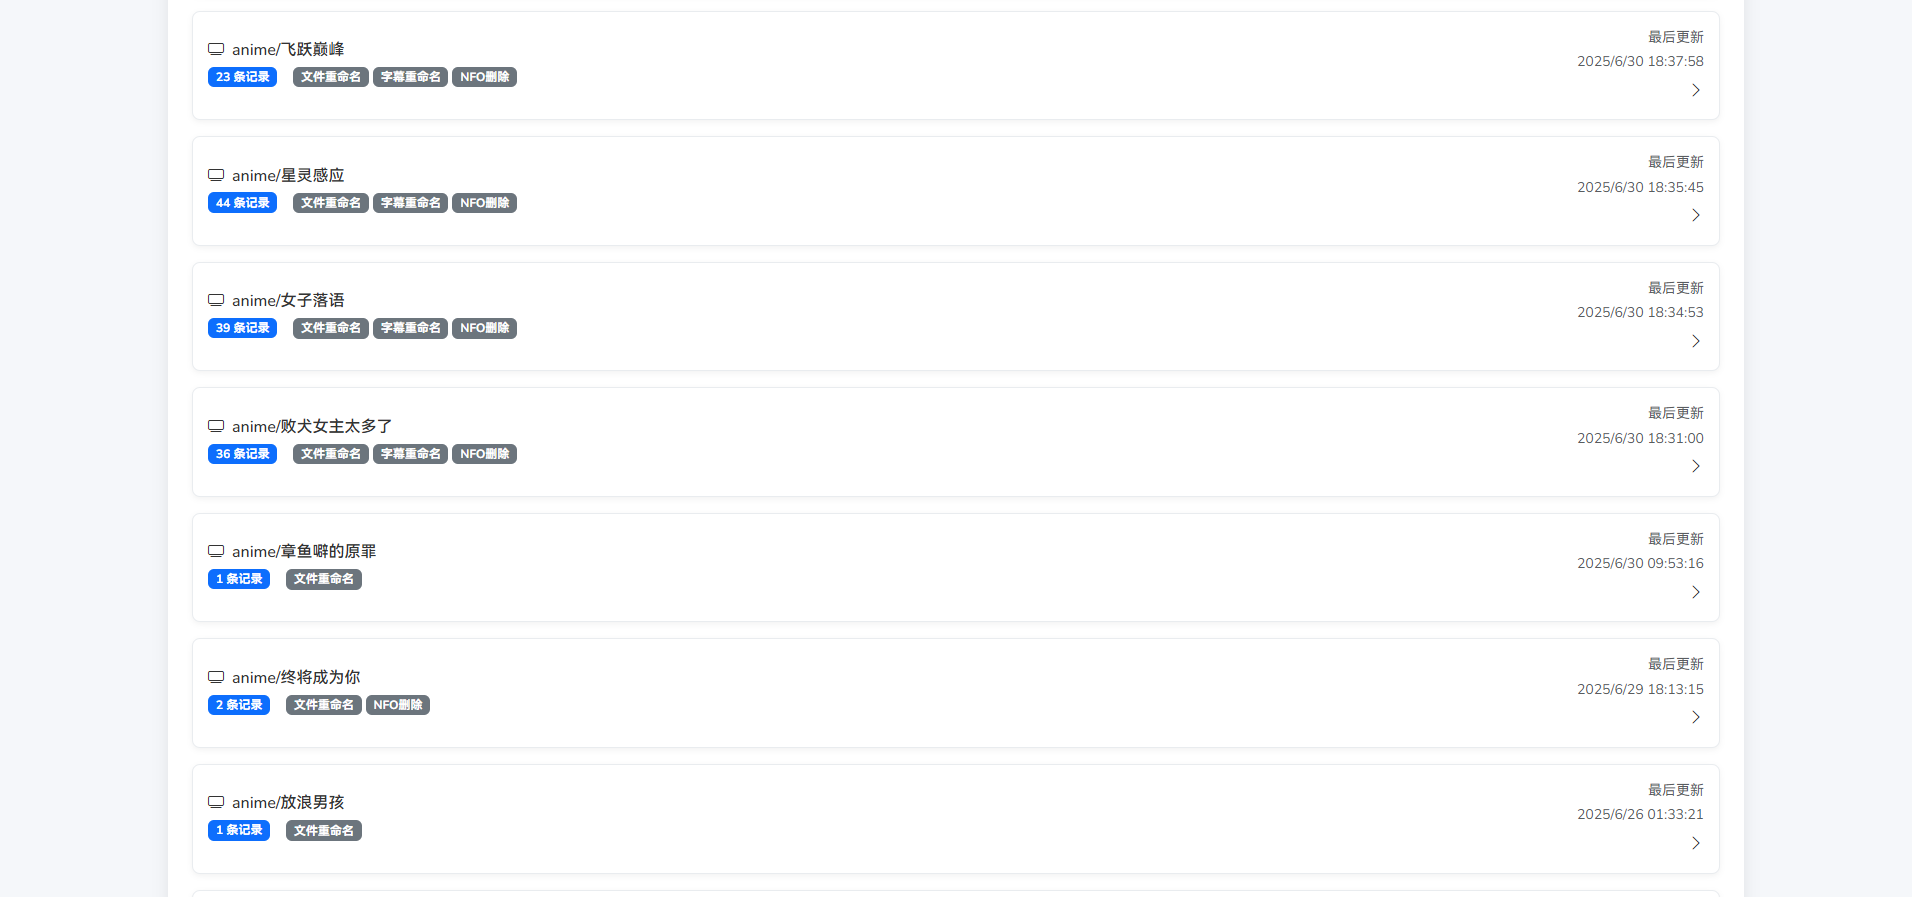 anime/飞跃巅峰
23 条记录 文件重命名 字幕重命名 NFO删除
最后更新
2025/6/30 18:37:58
anime/星灵感应
44 条记录 文件重命名 字幕重命名 NFO删除
最后更新
2025/6/30 18:35:45
anime/女子落语
39 条记录 文件重命名 字幕重命名 NFO删除
最后更新
2025/6/30 18:34:53
anime/败犬女主太多了
36 条记录 文件重命名 字幕重命名 NFO删除
最后更新
2025/6/30 18:31:00
anime/章鱼噼的原罪
1 条记录 文件重命名
最后更新
2025/6/30 09:53:16
anime/终将成为你
2 条记录 文件重命名 NFO删除
最后更新
2025/6/29 18:13:15
anime/放浪男孩
1 条记录 文件重命名
最后更新
2025/6/26 01:33:21